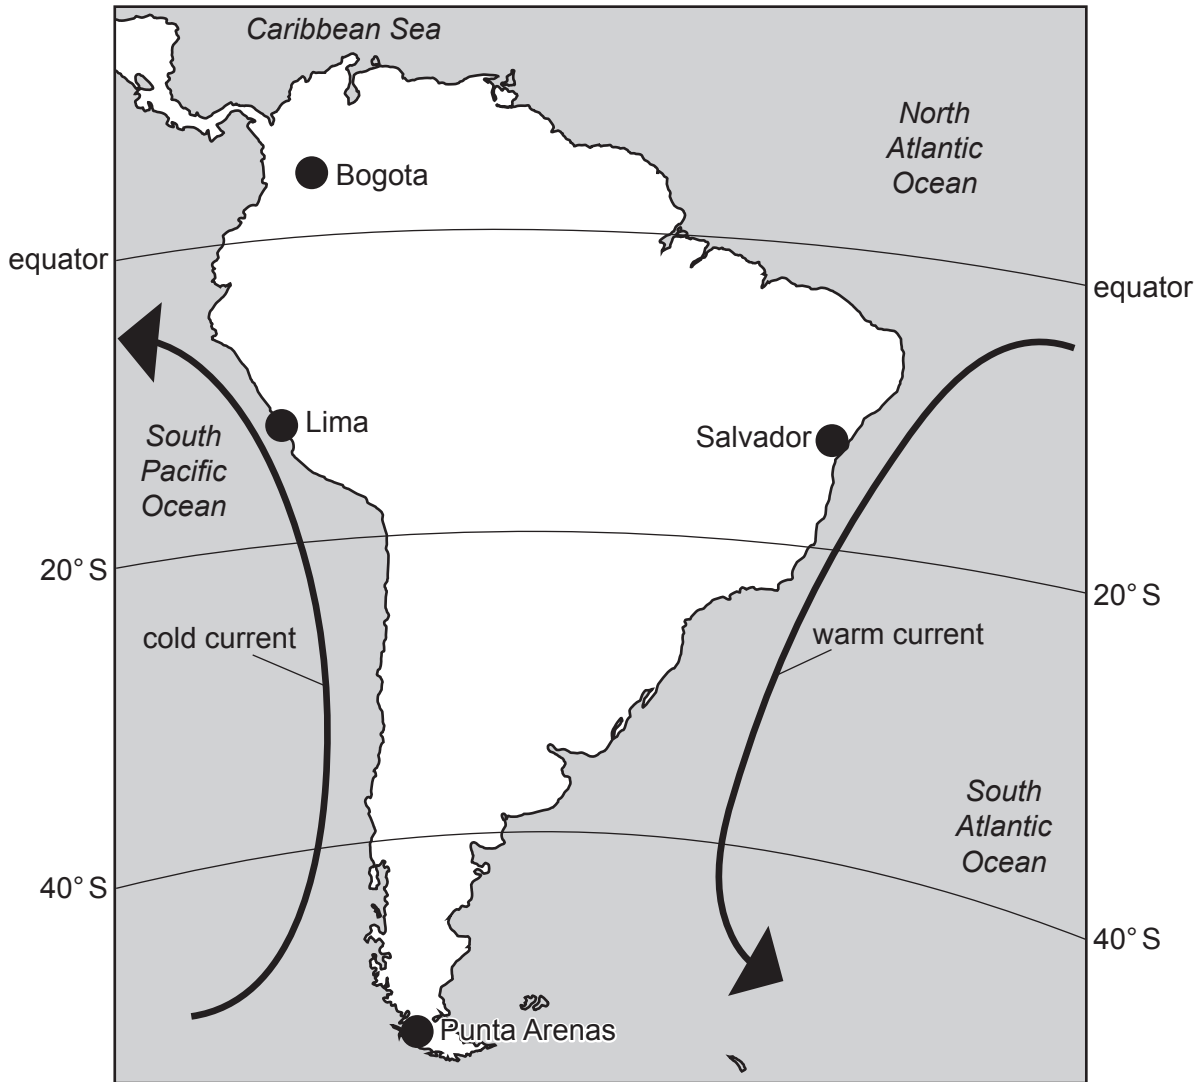 Caribbean Sea
North
Atlantic
Ocean
Bogota
equator
equator
Lima
Salvador
South
Pacific
Ocean
20° S
20° S
cold current
warm current
South
Atlantic
Ocean
40° S
40° S
Punta Arenas